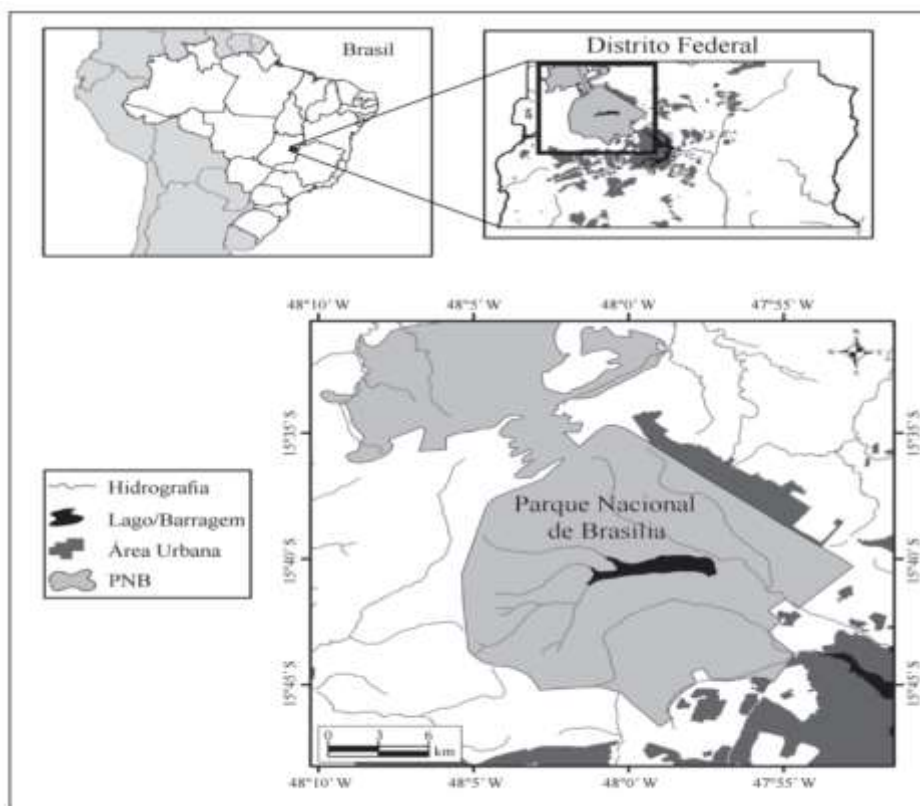 Brasil
Distrito Federal
48°10´ W
48°5´ W
48°0´ W
47°55´ W
15°35´ S
15°40´ S
15°45´ S
15°35´ S
15°40´ S
15°45´ S
Parque Nacional
de Brasília
Hidrografia
Lago/Barragem
Área Urbana
PNB
0 3 6
km
48°10´ W
48°5´ W
48°0´ W
47°55´ W